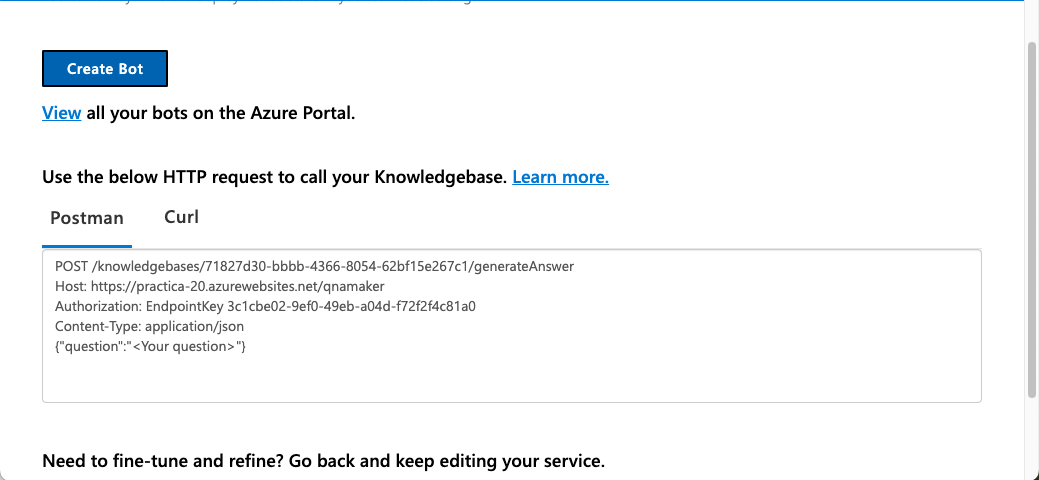 Create Bot
View all your bots on the Azure Portal.
Use the below HTTP request to call your Knowledgebase. Learn more.
Postman Curl
POST /knowledgebases/71827d30-bbbb-4366-8054-62bf15e267c1/generateAnswer
Host: https://practica-20.azurewebsites.net/qnamaker
Authorization: EndpointKey 3c1cbe02-9ef0-49eb-a04d-f72f2f4c81a0
Content-Type: application/json
{"question":"<Your question>"}
Need to fine-tune and refine? Go back and keep editing your service.